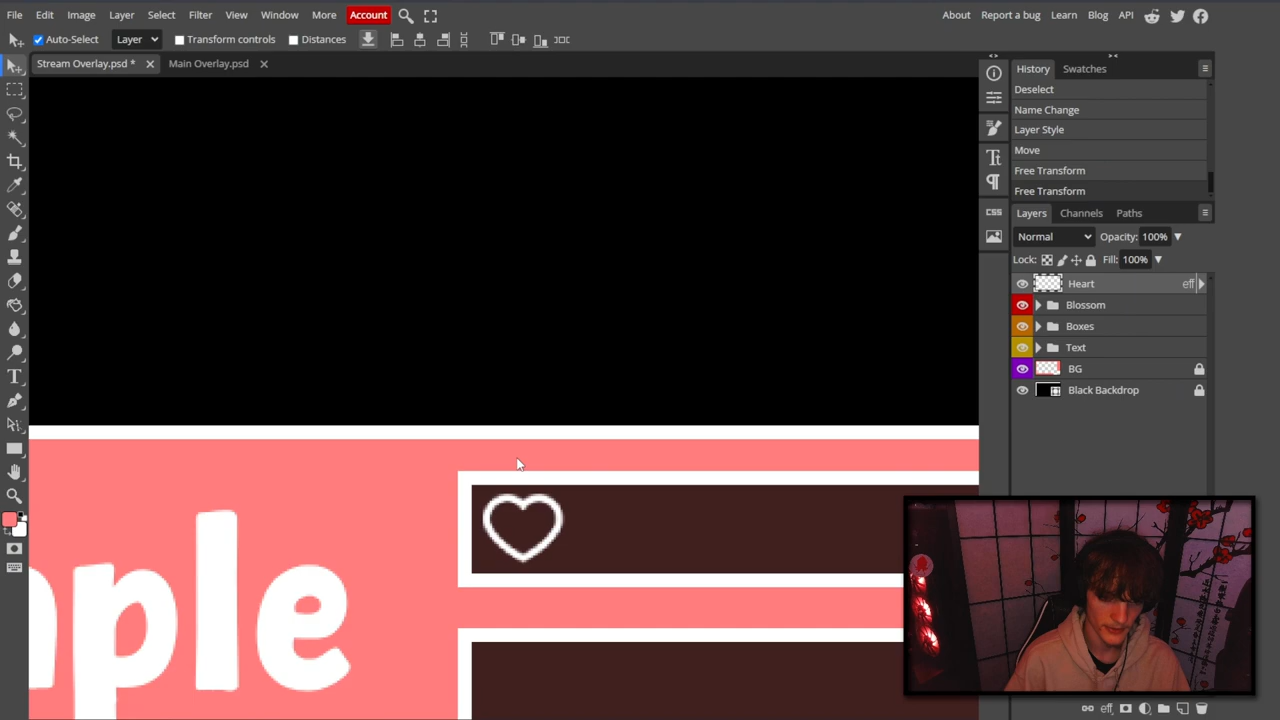 File Edit Image Layer Select Filter View Window More Account
About Report a bug Learn Blog API
Auto-Select Layer Transform controls Distances
Stream Overlay.psd * Main Overlay.psd
History Swatches
Deselect
Name Change
Layer Style
Move
Free Transform
Free Transform
CSS
Layers Channels Paths
Normal Opacity: 100%
Lock: Fill: 100%
Heart eff
Blossom
Boxes
Text
BG
Black Backdrop
ple
eff